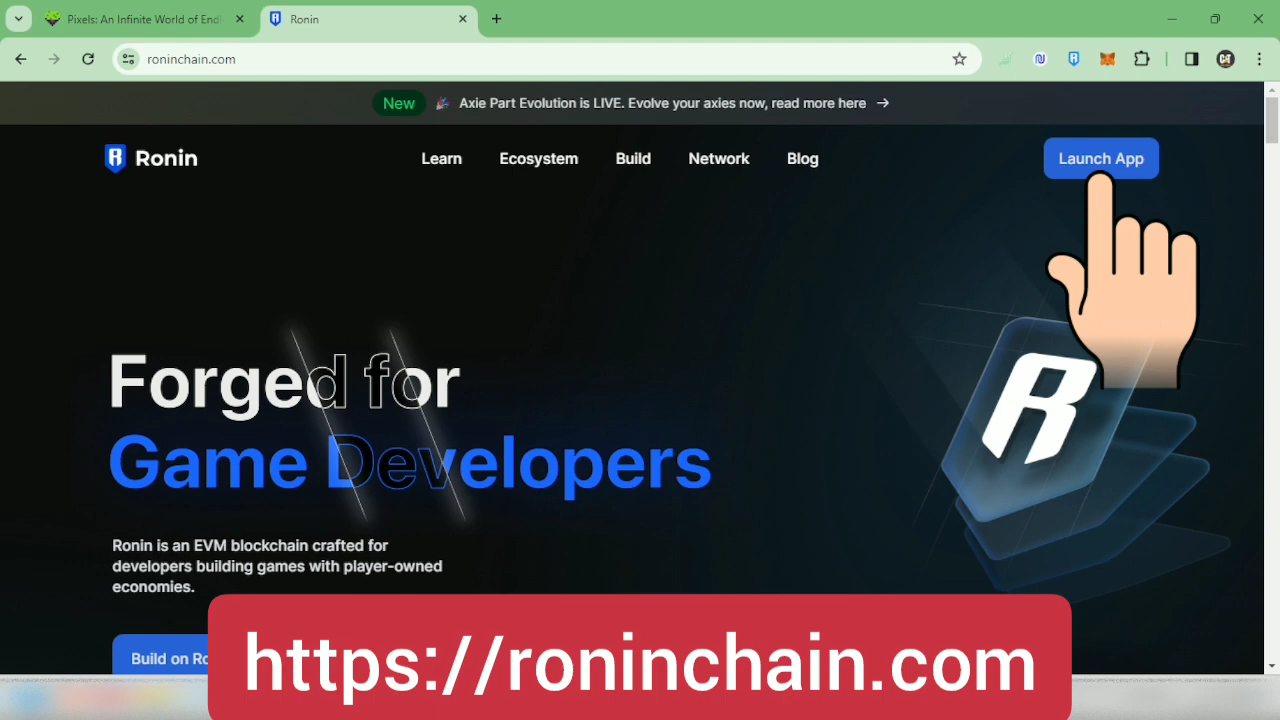 Pixels: An Infinite World of End
Ronin
roninchain.com
New
Axie Part Evolution is LIVE. Evolve your axies now, read more here →
Ronin
Learn
Ecosystem
Build
Network
Blog
Launch App
Forged for
Game Developers
Ronin is an EVM blockchain crafted for
developers building games with player-owned
economies.
Build on Ro
https://roninchain.com